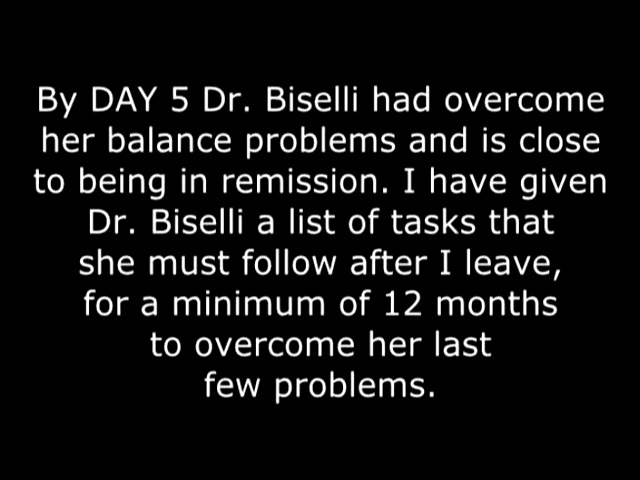 By DAY 5 Dr. Biselli had overcome
her balance problems and is close
to being in remission. I have given
Dr. Biselli a list of tasks that
she must follow after I leave,
for a minimum of 12 months
to overcome her last
few problems.